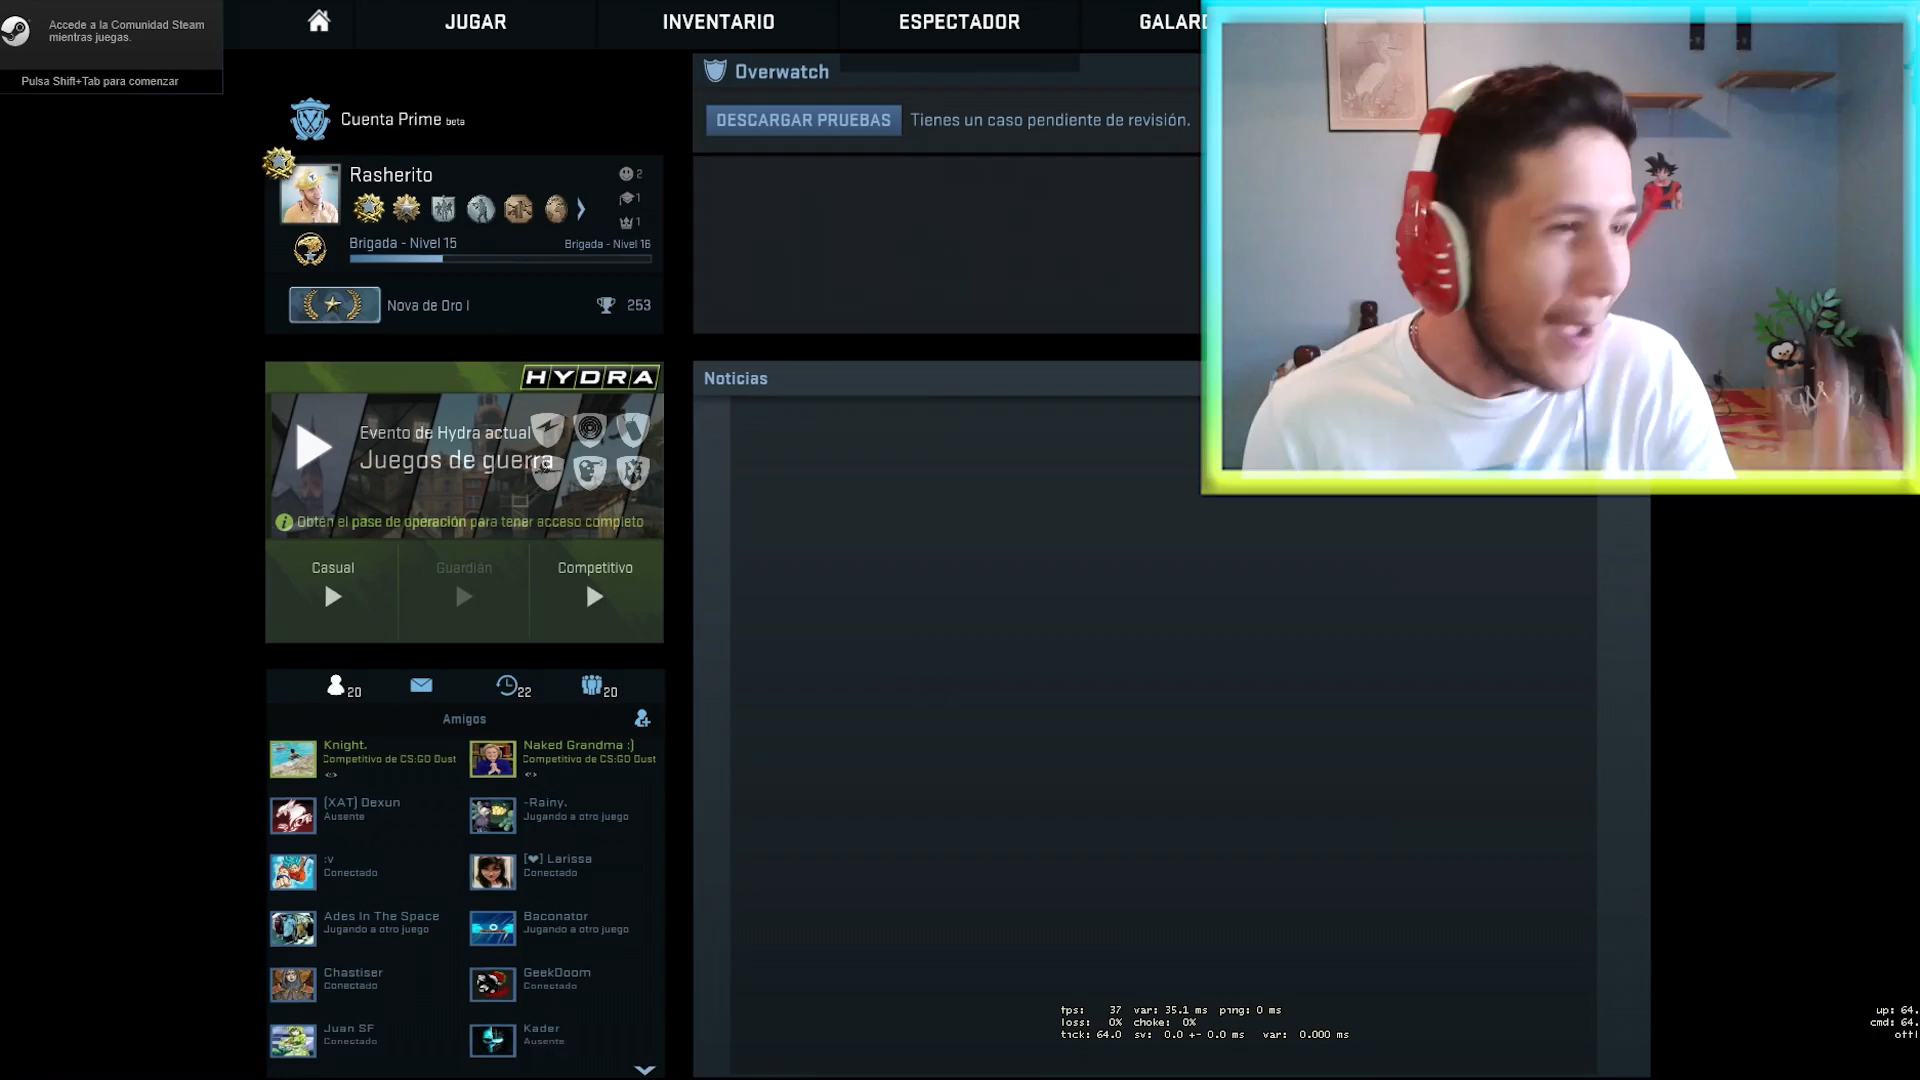 Accede a la Comunidad Steam
mientras juegas.
Pulsa Shift+Tab para comenzar
JUGAR
INVENTARIO
ESPECTADOR
GALARD
Cuenta Prime beta
Rasherito
2
1
1
Brigada - Nivel 15
Brigada - Nivel 16
Nova de Oro I
253
Overwatch
DESCARGAR PRUEBAS
Tienes un caso pendiente de revisión.
HYDRA
Evento de Hydra actual
Juegos de guerra
Obtén el pase de operación para tener acceso completo
Casual
Guardián
Competitivo
Noticias
20
22
20
Amigos
Knight.
Competitivo de CS:GO Dust
Naked Grandma :)
Competitivo de CS:GO Dust
(XAT) Dexun
Ausente
-Rainy.
Jugando a otro juego
:v
Conectado
[❤] Larissa
Conectado
Ades In The Space
Jugando a otro juego
Baconator
Jugando a otro juego
Chastiser
Conectado
GeekDoom
Conectado
Juan SF
Conectado
Kader
Ausente
fps: 37 var: 35.1 ms ping: 0 ms
loss: 0% choke: 0%
tick: 64.0 sv: 0.0 +- 0.0 ms var: 0.000 ms
up: 64.
cmd: 64.